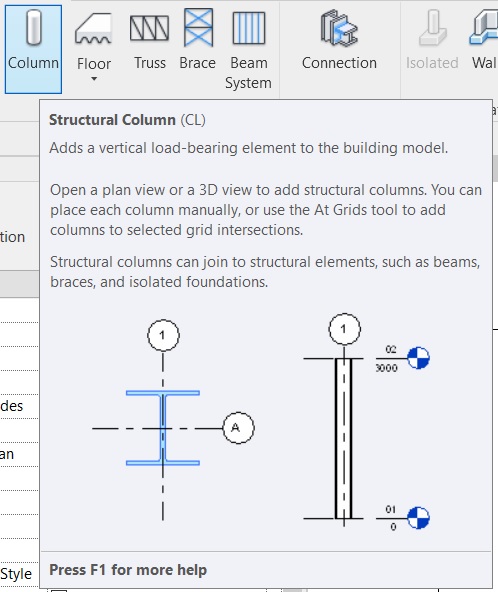 Column
Floor
Truss
Brace
Beam
System
Connection
Isolated
Wal
Structural Column (CL)
Adds a vertical load-bearing element to the building model.
Open a plan view or a 3D view to add structural columns. You can
place each column manually, or use the At Grids tool to add
columns to selected grid intersections.
Structural columns can join to structural elements, such as beams,
braces, and isolated foundations.
tion
des
an
Style
1
A
1
02
3000
01
0
Press F1 for more help